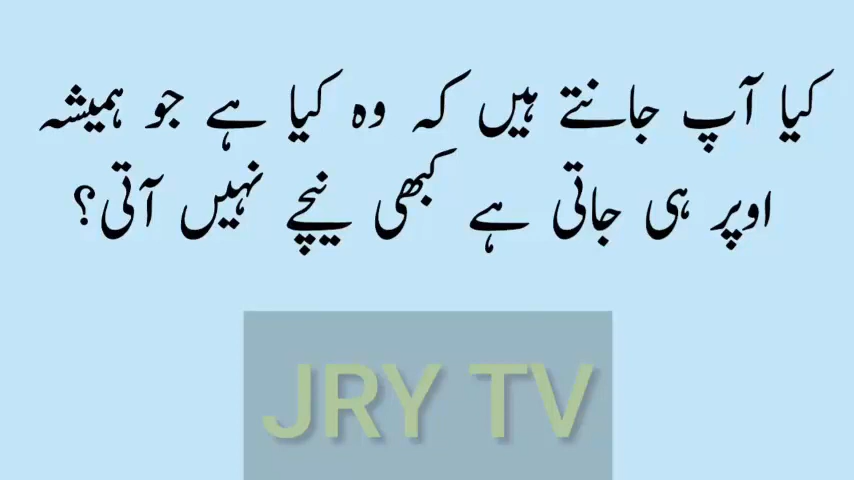 کیا آپ جانتے ہیں کہ وہ کیا ہے جو ہمیشہ
اوپر ہی جاتی ہے کبھی نیچے نہیں آتی؟
JRY TV